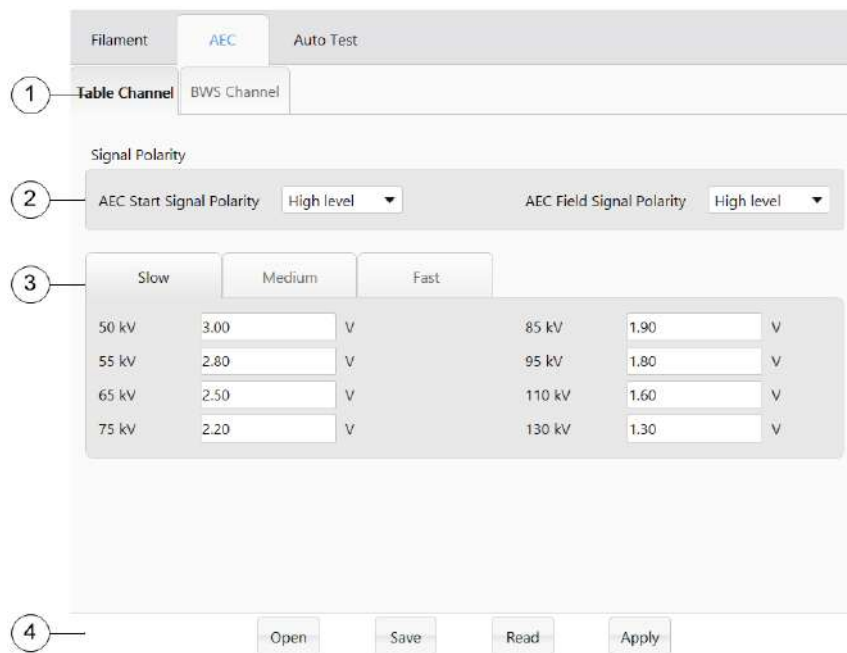 Filament AEC Auto Test
1 Table Channel BWS Channel
Signal Polarity
2 AEC Start Signal Polarity High level AEC Field Signal Polarity High level
3 Slow Medium Fast
50 kV 3.00 V 85 kV 1.90 V
55 kV 2.80 V 95 kV 1.80 V
65 kV 2.50 V 110 kV 1.60 V
75 kV 2.20 V 130 kV 1.30 V
4 Open Save Read Apply